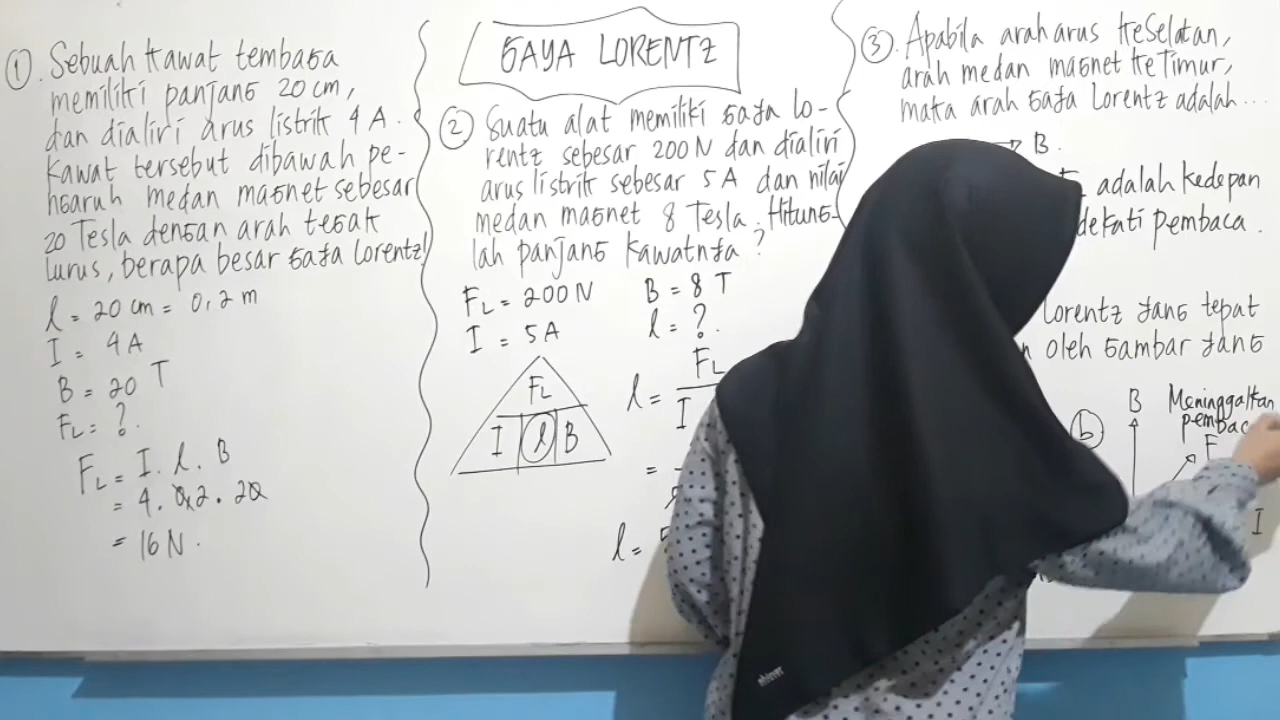 ① Sebuah kawat tembaga
memiliki panjang 20 cm,
dan dialiri arus listrik 4 A.
Kawat tersebut dibawah pe-
ngaruh medan magnet sebesar
20 Tesla dengan arah tegak
lurus, berapa besar gaya lorentz!
l = 20 cm = 0,2 m
I = 4 A
B = 20 T
FL = ?
FL = I . l . B
= 4 . 0,2 . 20
= 16 N.
GAYA LORENTZ
② Suatu alat memiliki gaya lo-
rentz sebesar 200 N dan dialiri
arus listrik sebesar 5 A dan nilai
medan magnet 8 Tesla. Hitung-
lah panjang kawatnya?
FL = 200 N B = 8 T
I = 5 A l = ?
FL
I l B
l = FL
I
=
l =
③ Apabila arah arus ke Selatan,
arah medan magnet ke Timur,
maka arah gaya Lorentz adalah...
B
adalah kedepan
pembaca.
lorentz yang tepat
oleh gambar yang
b
B
Meninggalkan
F
I